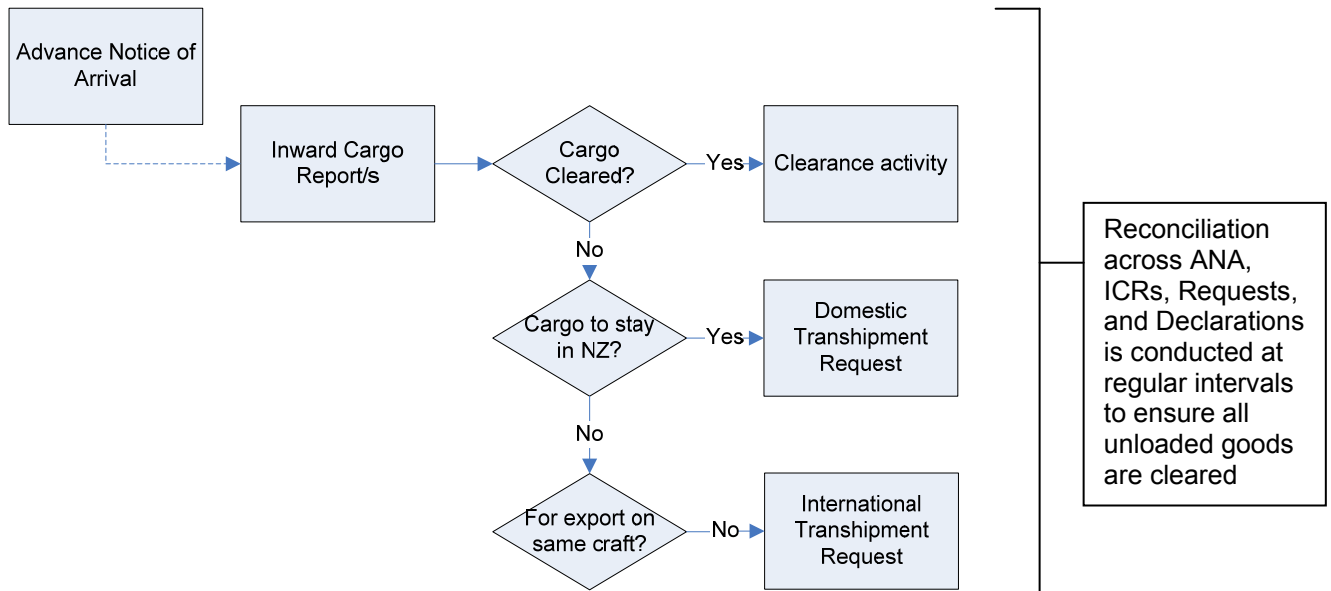 Advance Notice of
Arrival
Inward Cargo
Report/s
Cargo
Cleared?
Yes
Clearance activity
No
Cargo to stay
in NZ?
Yes
Domestic
Transhipment
Request
No
For export on
same craft?
No
International
Transhipment
Request
Reconciliation
across ANA,
ICRs, Requests,
and Declarations
is conducted at
regular intervals
to ensure all
unloaded goods
are cleared